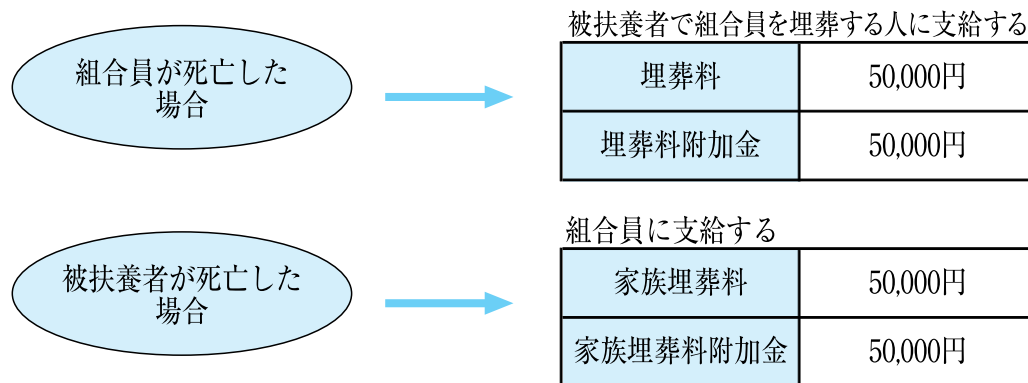 組合員が死亡した
場合
被扶養者で組合員を埋葬する人に支給する
埋葬料 50,000円
埋葬料附加金 50,000円
被扶養者が死亡した
場合
組合員に支給する
家族埋葬料 50,000円
家族埋葬料附加金 50,000円